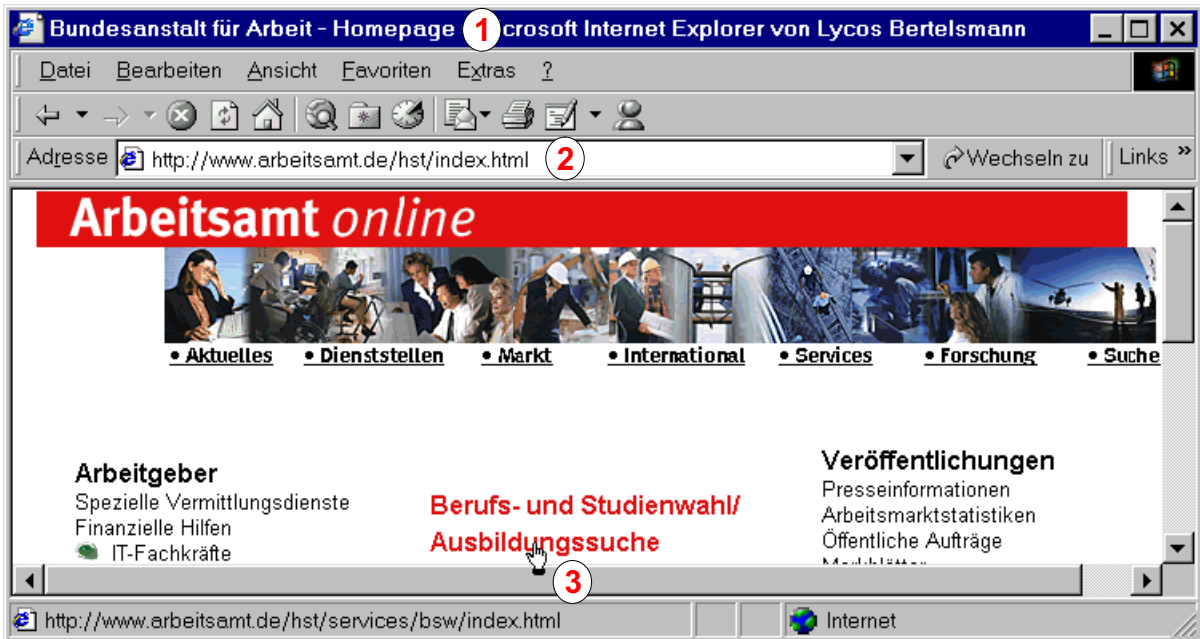 Bundesanstalt für Arbeit - Homepage 1 crosoft Internet Explorer von Lycos Bertelsmann
Datei Bearbeiten Ansicht Favoriten Extras ?
Adresse http://www.arbeitsamt.de/hst/index.html 2 Wechseln zu Links »
Arbeitsamt online
• Aktuelles • Dienststellen • Markt • International • Services • Forschung • Suche
Arbeitgeber
Spezielle Vermittlungsdienste
Finanzielle Hilfen
IT-Fachkräfte
Berufs- und Studienwahl/
Ausbildungssuche
3
Veröffentlichungen
Presseinformationen
Arbeitsmarktstatistiken
Öffentliche Aufträge
http://www.arbeitsamt.de/hst/services/bsw/index.html Internet